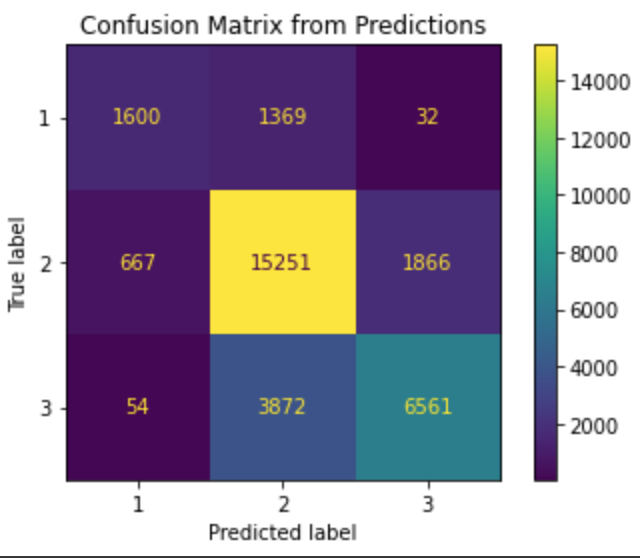 Confusion Matrix from Predictions
True label
1 1600 1369 32
2 667 15251 1866
3 54 3872 6561
1 2 3
Predicted label
14000
12000
10000
8000
6000
4000
2000